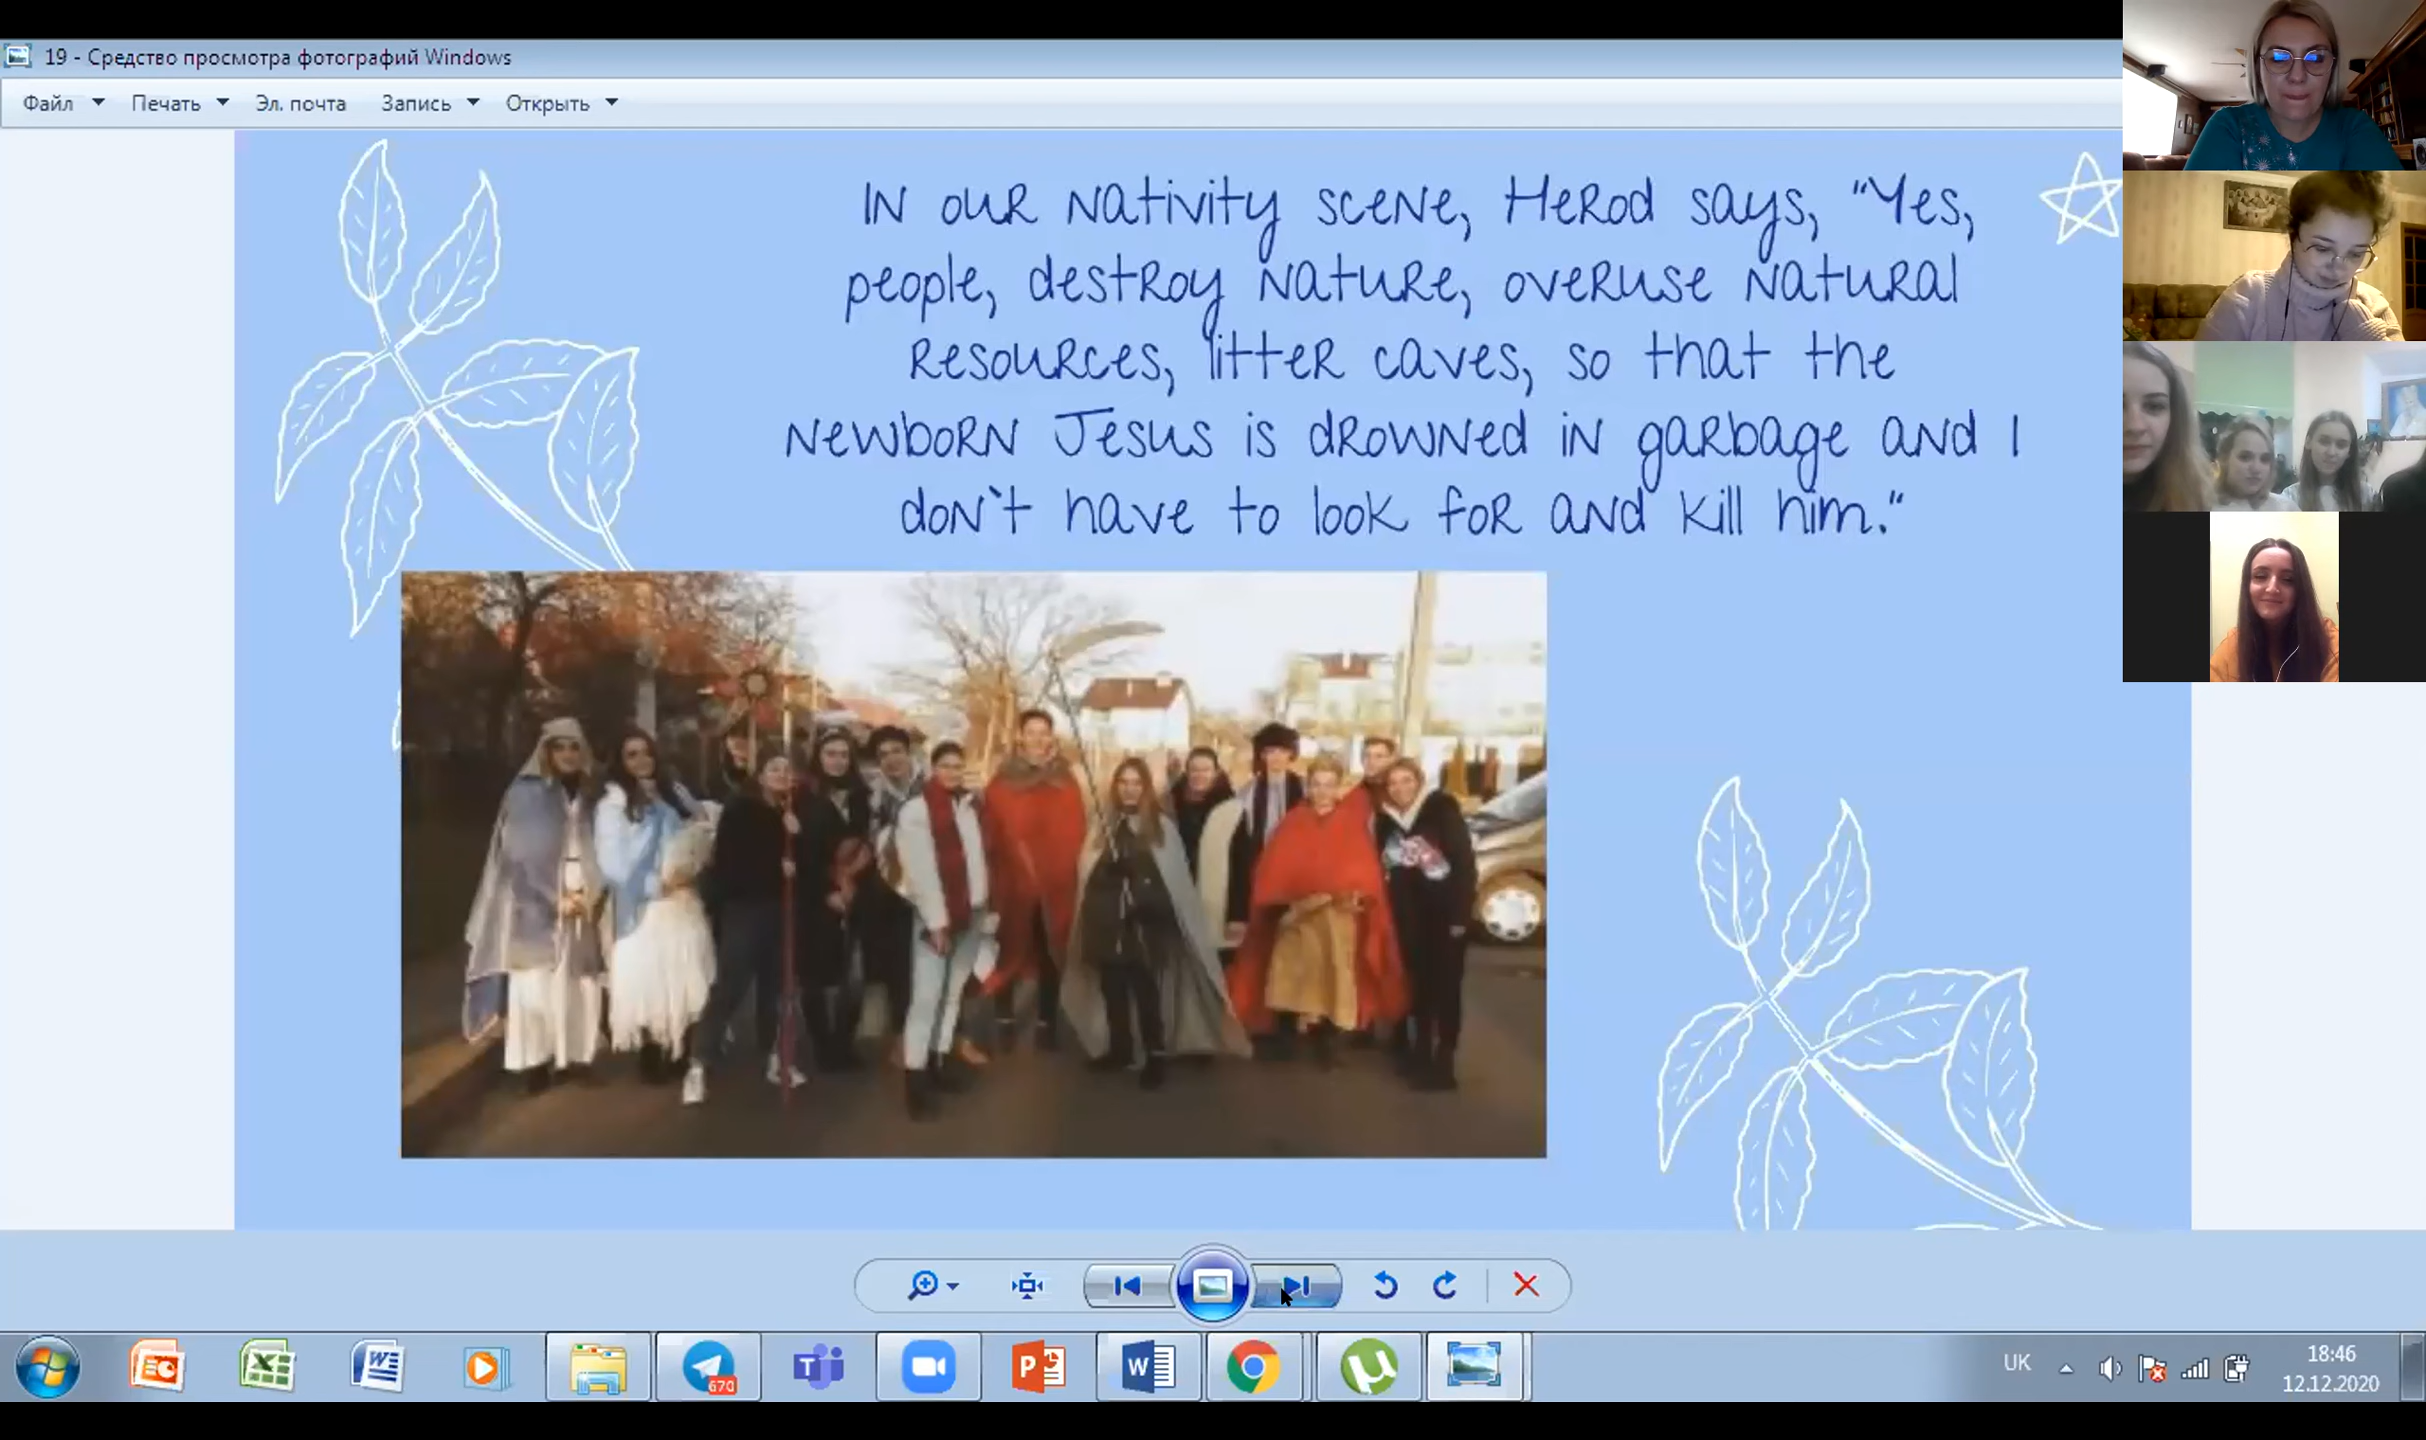 19 - Средство просмотра фотографий Windows
Файл Печать Эл. почта Запись Открыть
In our nativity scene, Herod says, "Yes,
people, destroy nature, overuse natural
resources, litter caves, so that the
newborn Jesus is drowned in garbage and I
don't have to look for and kill him."
670
UK
18:46
12.12.2020